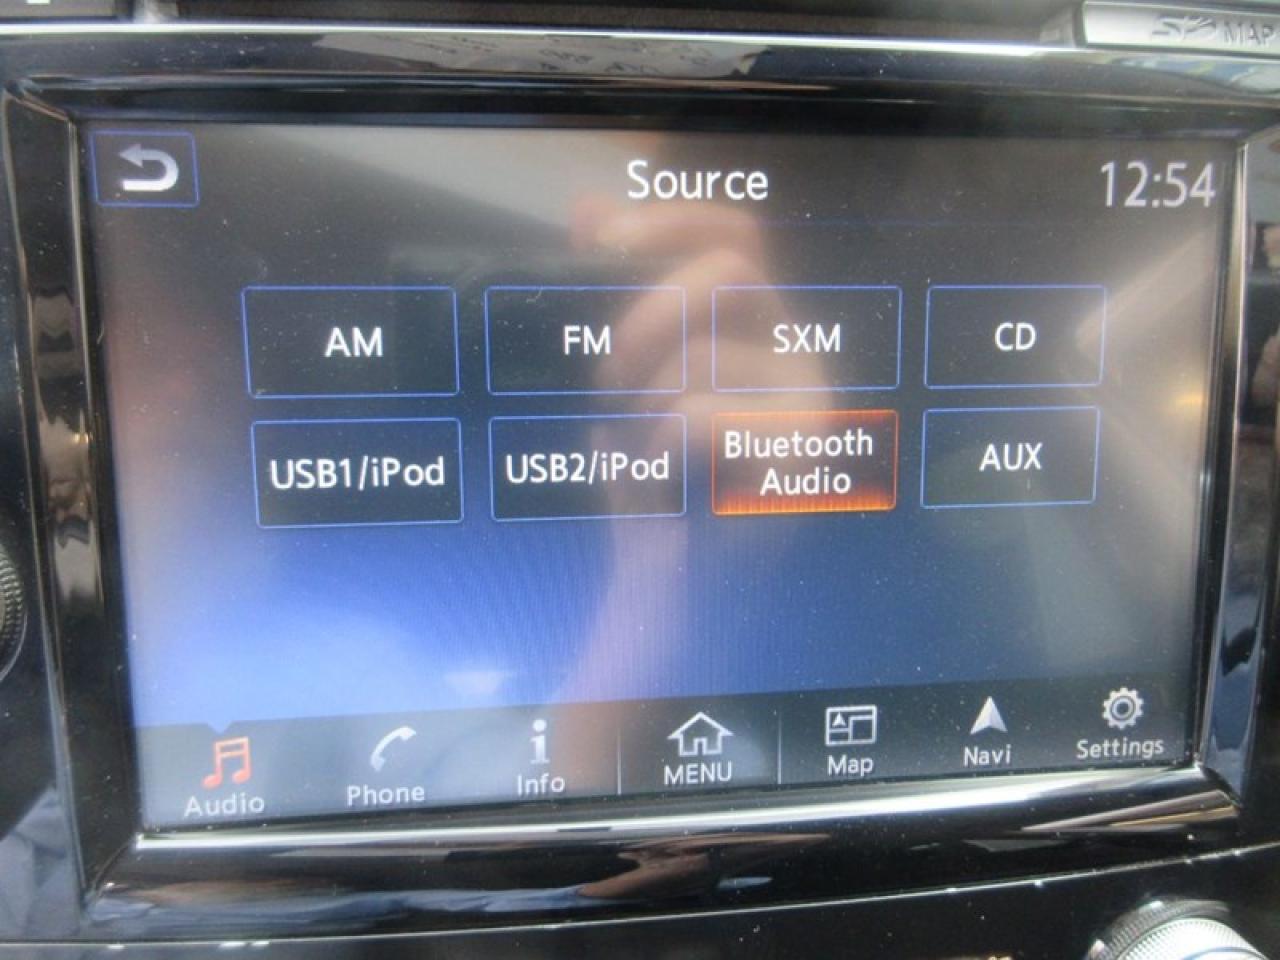 MAP
Source
12:54
AM
FM
SXM
CD
USB1/iPod
USB2/iPod
Bluetooth
Audio
AUX
Audio
Phone
Info
MENU
Map
Navi
Settings